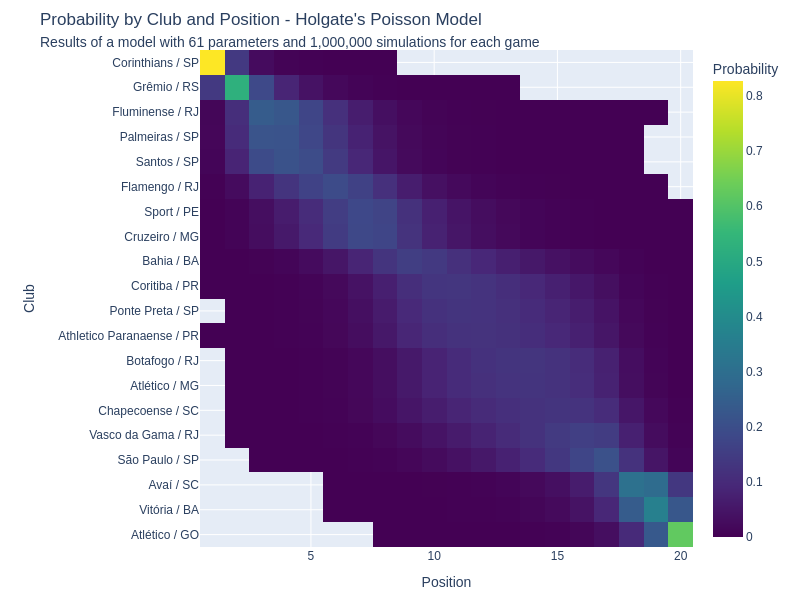 Probability by Club and Position - Holgate's Poisson Model
Results of a model with 61 parameters and 1,000,000 simulations for each game
Probability
Corinthians / SP
Grêmio / RS
Fluminense / RJ
Palmeiras / SP
Santos / SP
Flamengo / RJ
Sport / PE
Cruzeiro / MG
Bahia / BA
Coritiba / PR
Ponte Preta / SP
Athletico Paranaense / PR
Botafogo / RJ
Atlético / MG
Chapecoense / SC
Vasco da Gama / RJ
São Paulo / SP
Avaí / SC
Vitória / BA
Atlético / GO
Club
5
10
15
20
Position
0.8
0.7
0.6
0.5
0.4
0.3
0.2
0.1
0